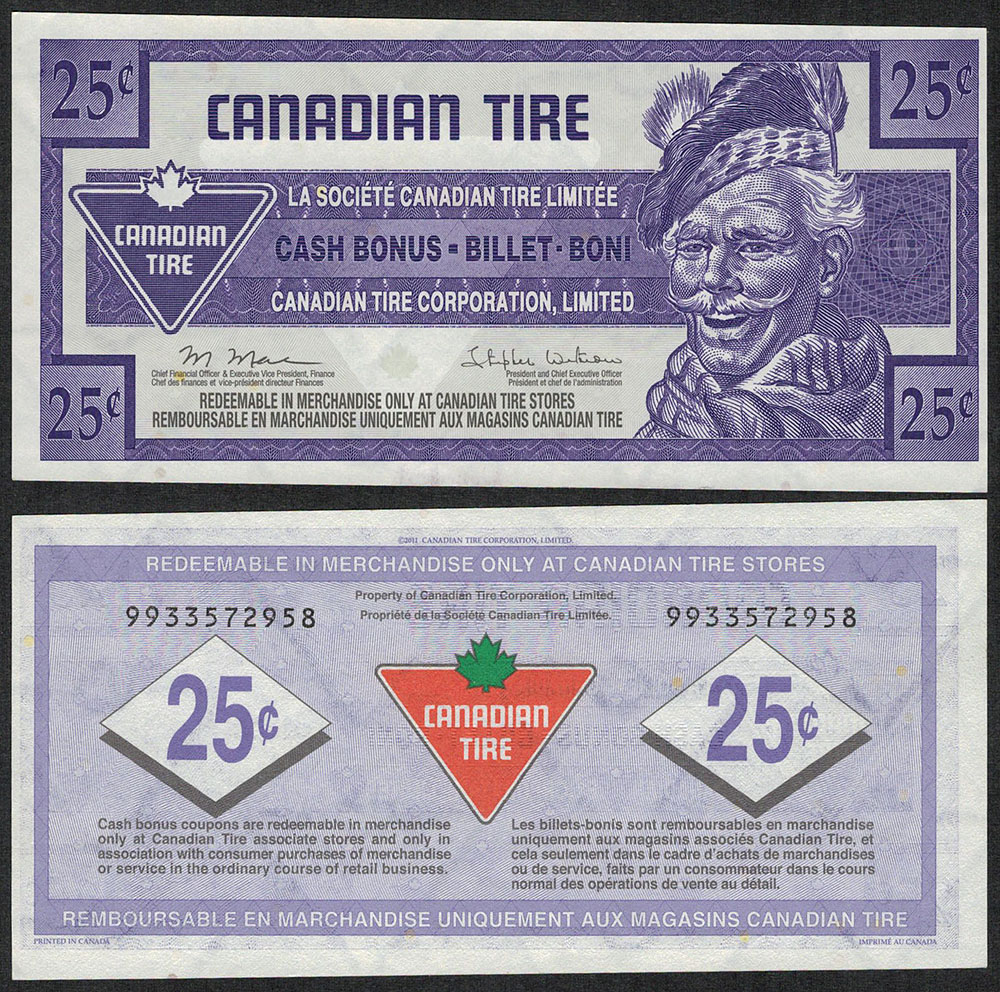 25¢
25¢
CANADIAN TIRE
LA SOCIÉTÉ CANADIAN TIRE LIMITÉE
CANADIAN
TIRE
CASH BONUS - BILLET - BONI
CANADIAN TIRE CORPORATION, LIMITED
Chief Financial Officer & Executive Vice President, Finance
Chef des finances et vice-président directeur Finances
President and Chief Executive Officer
Président et chef de l'administration
REDEEMABLE IN MERCHANDISE ONLY AT CANADIAN TIRE STORES
REMBOURSABLE EN MARCHANDISE UNIQUEMENT AUX MAGASINS CANADIAN TIRE
25¢
25¢
©2011 CANADIAN TIRE CORPORATION, LIMITED.
REDEEMABLE IN MERCHANDISE ONLY AT CANADIAN TIRE STORES
Property of Canadian Tire Corporation, Limited.
Propriété de la Société Canadian Tire Limitée.
9933572958
9933572958
25¢
CANADIAN
TIRE
25¢
Cash bonus coupons are redeemable in merchandise
only at Canadian Tire associate stores and only in
association with consumer purchases of merchandise
or service in the ordinary course of retail business.
Les billets-bonis sont remboursables en marchandise
uniquement aux magasins associés Canadian Tire, et
cela seulement dans le cadre d'achats de marchandises
ou de service, faits par un consommateur dans le cours
normal des opérations de vente au détail.
REMBOURSABLE EN MARCHANDISE UNIQUEMENT AUX MAGASINS CANADIAN TIRE
PRINTED IN CANADA
IMPRIMÉ AU CANADA